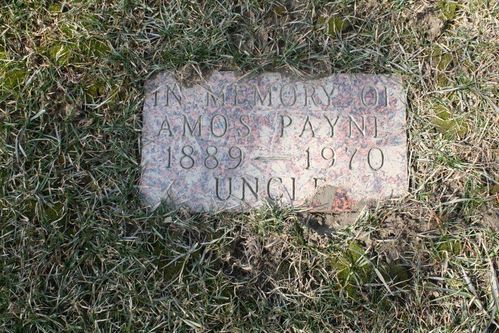 IN MEMORY OF
AMOS PAYNE
1889 — 1970
UNCLE